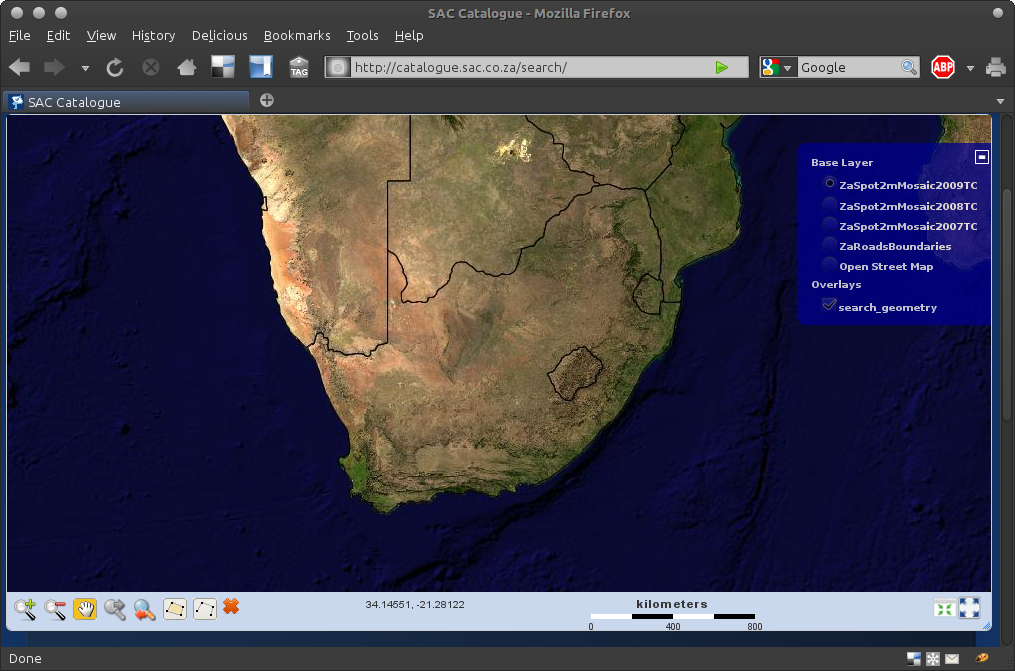 SAC Catalogue - Mozilla Firefox
File Edit View History Delicious Bookmarks Tools Help
TAG http://catalogue.sac.co.za/search/ Google ABP
SAC Catalogue
Base Layer
ZaSpot2mMosaic2009TC
ZaSpot2mMosaic2008TC
ZaSpot2mMosaic2007TC
ZaRoadsBoundaries
Open Street Map
Overlays
search_geometry
34.14551, -21.28122
kilometers
0 400 800
Done